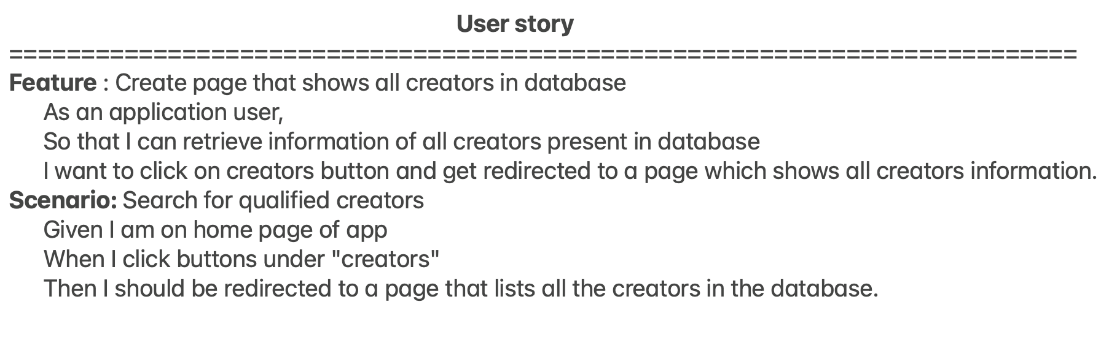 User story
==========================================================================
Feature : Create page that shows all creators in database
As an application user,
So that I can retrieve information of all creators present in database
I want to click on creators button and get redirected to a page which shows all creators information.
Scenario: Search for qualified creators
Given I am on home page of app
When I click buttons under "creators"
Then I should be redirected to a page that lists all the creators in the database.